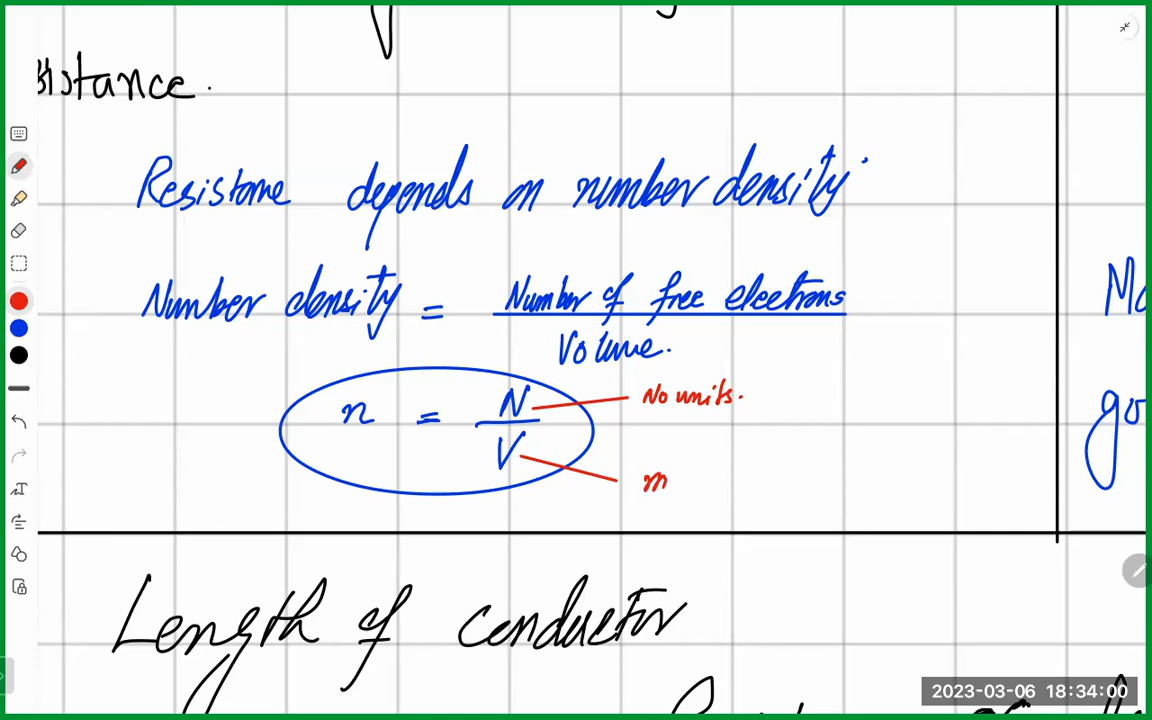 istance.
Resistance depends on number density
Number density = Number of free electrons
Volume.
n = N
V
No units.
m
go
Length of conductor
2023-03-06 18:34:00